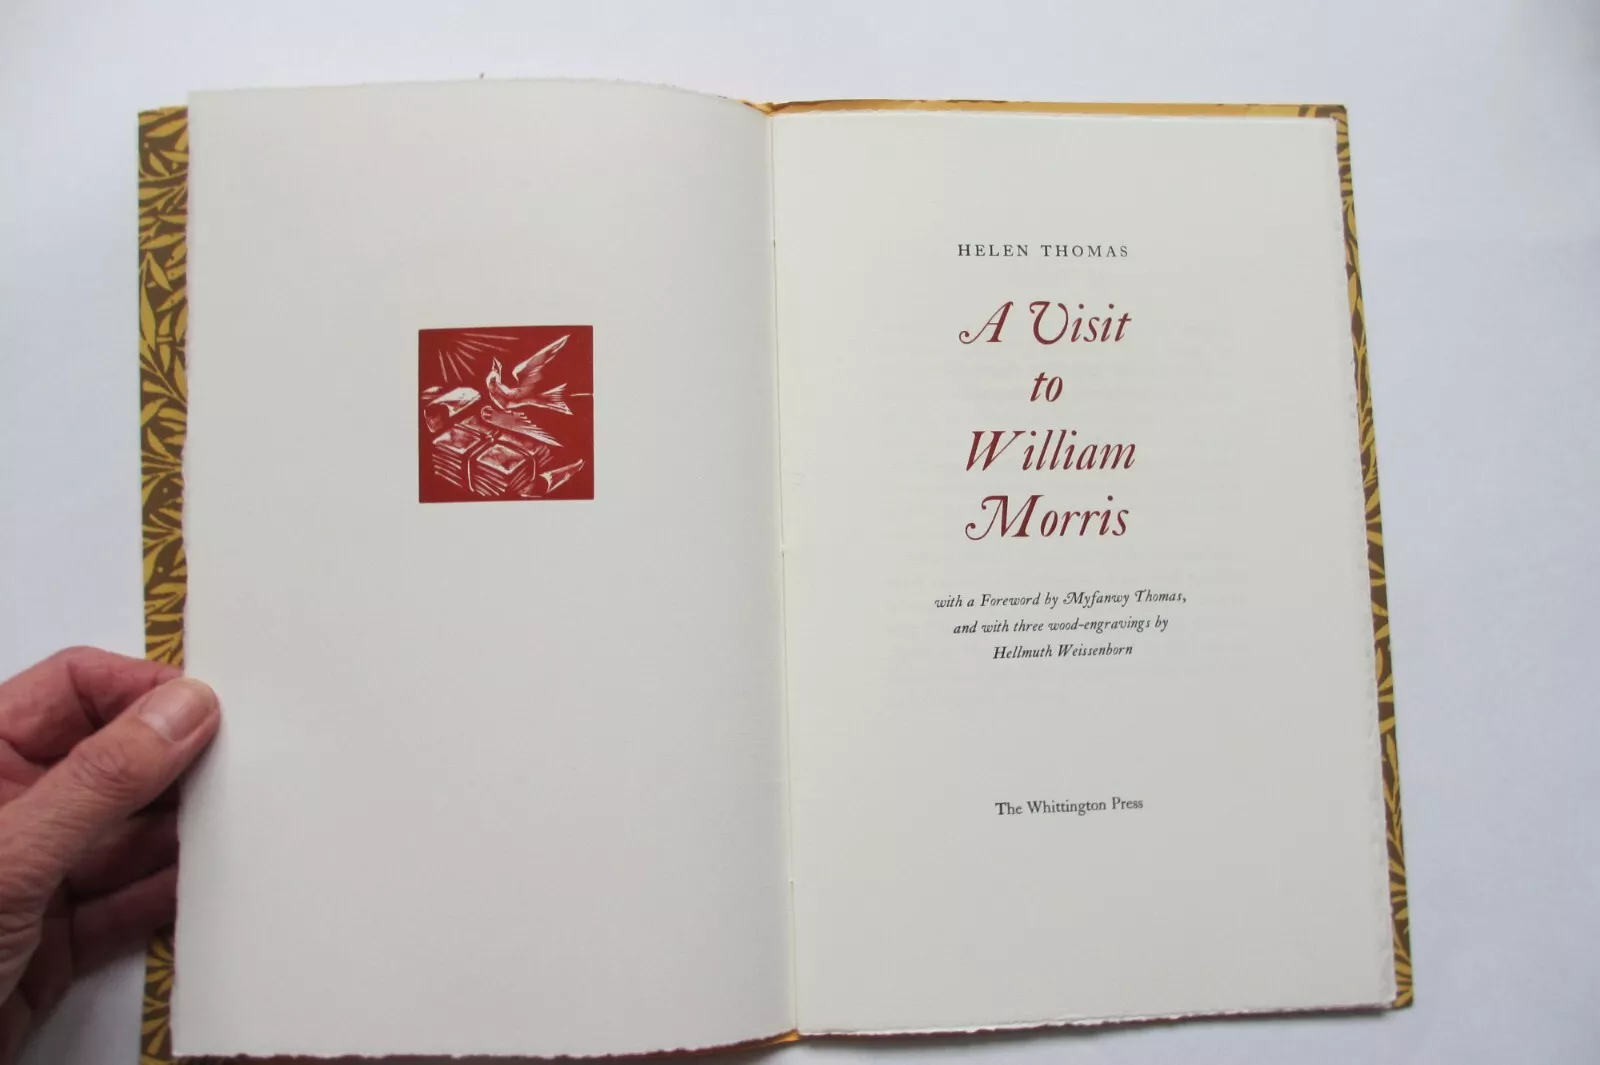 HELEN THOMAS
A Visit
to
William
Morris
with a Foreword by Myfanwy Thomas,
and with three wood-engravings by
Hellmuth Weissenborn
The Whittington Press